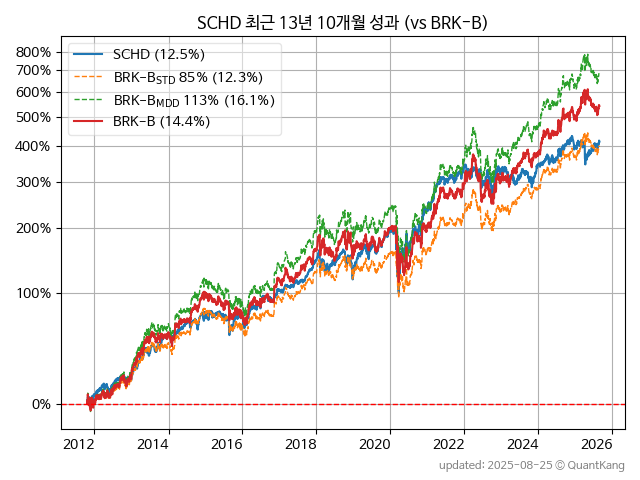 SCHD 최근 13년 10개월 성과 (vs BRK-B)
800%
700%
600%
500%
400%
300%
200%
100%
0%
SCHD (12.5%)
BRK-BSTD 85% (12.3%)
BRK-BMDD 113% (16.1%)
BRK-B (14.4%)
2012 2014 2016 2018 2020 2022 2024 2026
updated: 2025-08-25 © QuantKang